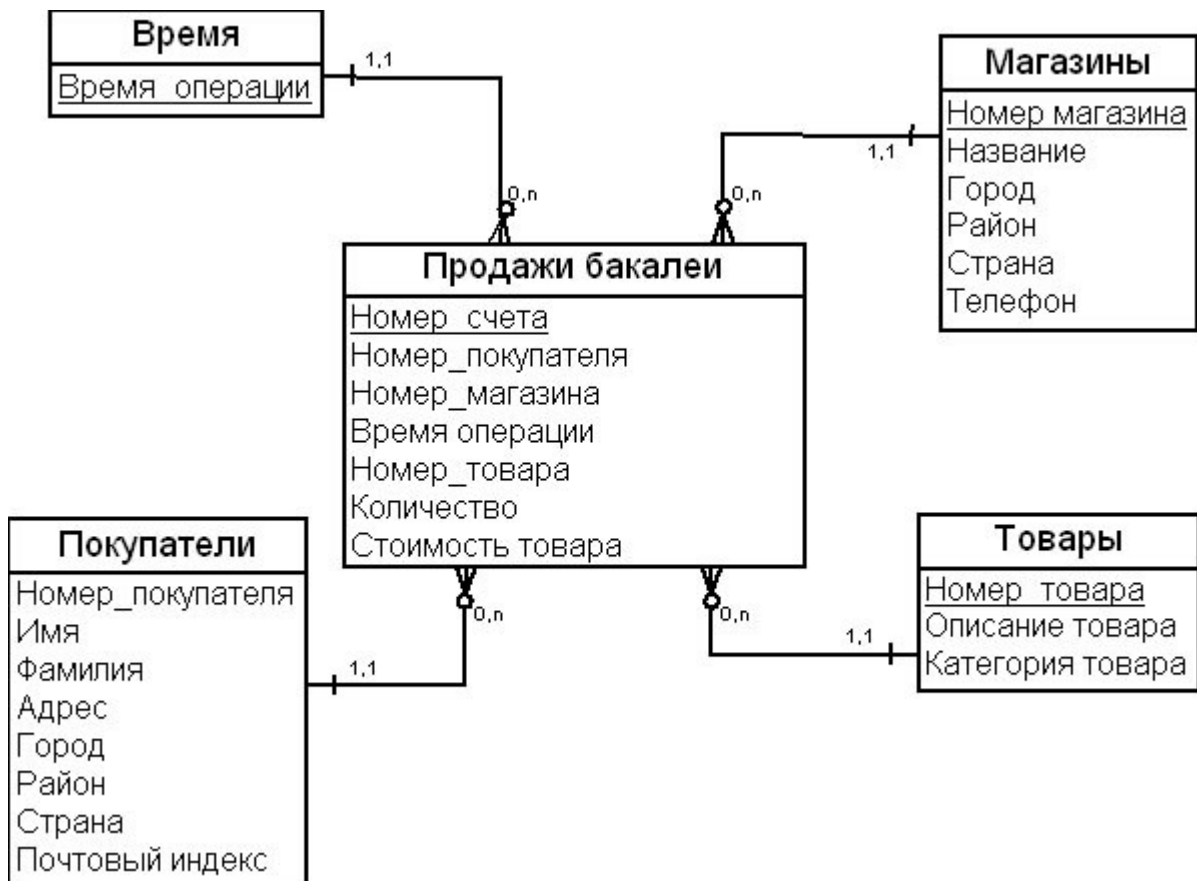 Время
Время_операции
1,1
0,n
Магазины
Номер магазина
Название
Город
Район
Страна
Телефон
1,1
0,n
Продажи бакалеи
Номер_счета
Номер_покупателя
Номер_магазина
Время операции
Номер_товара
Количество
Стоимость товара
Покупатели
Номер_покупателя
Имя
Фамилия
Адрес
Город
Район
Страна
Почтовый индекс
1,1
0,n
Товары
Номер_товара
Описание товара
Категория товара
1,1
0,n